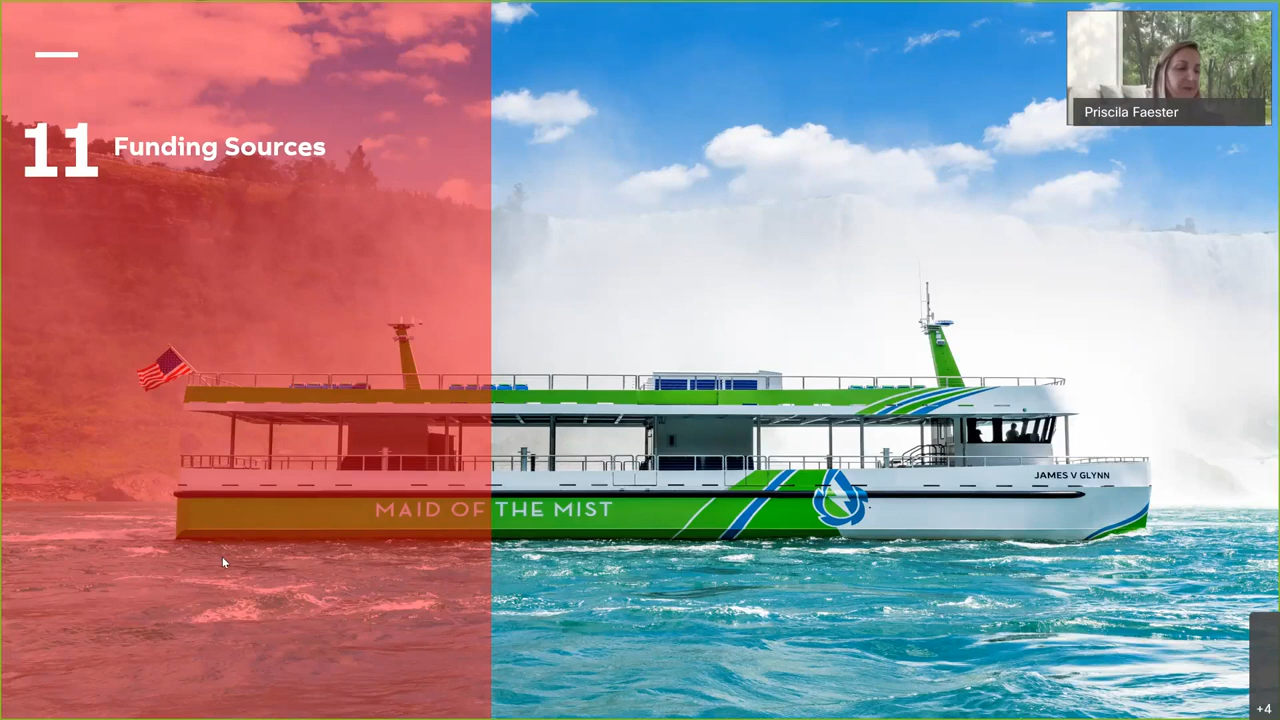 11 Funding Sources
Priscila Faester
JAMES V GLYNN
MAID OF THE MIST
+4